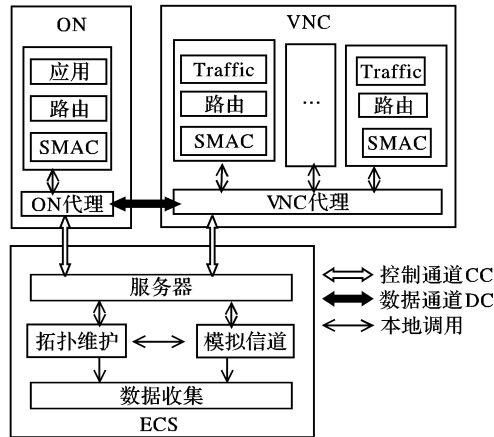 ON
应用
路由
SMAC
ON代理
VNC
Traffic
路由
SMAC
...
Traffic
路由
SMAC
VNC代理
服务器
拓扑维护
模拟信道
数据收集
ECS
控制通道CC
数据通道DC
本地调用